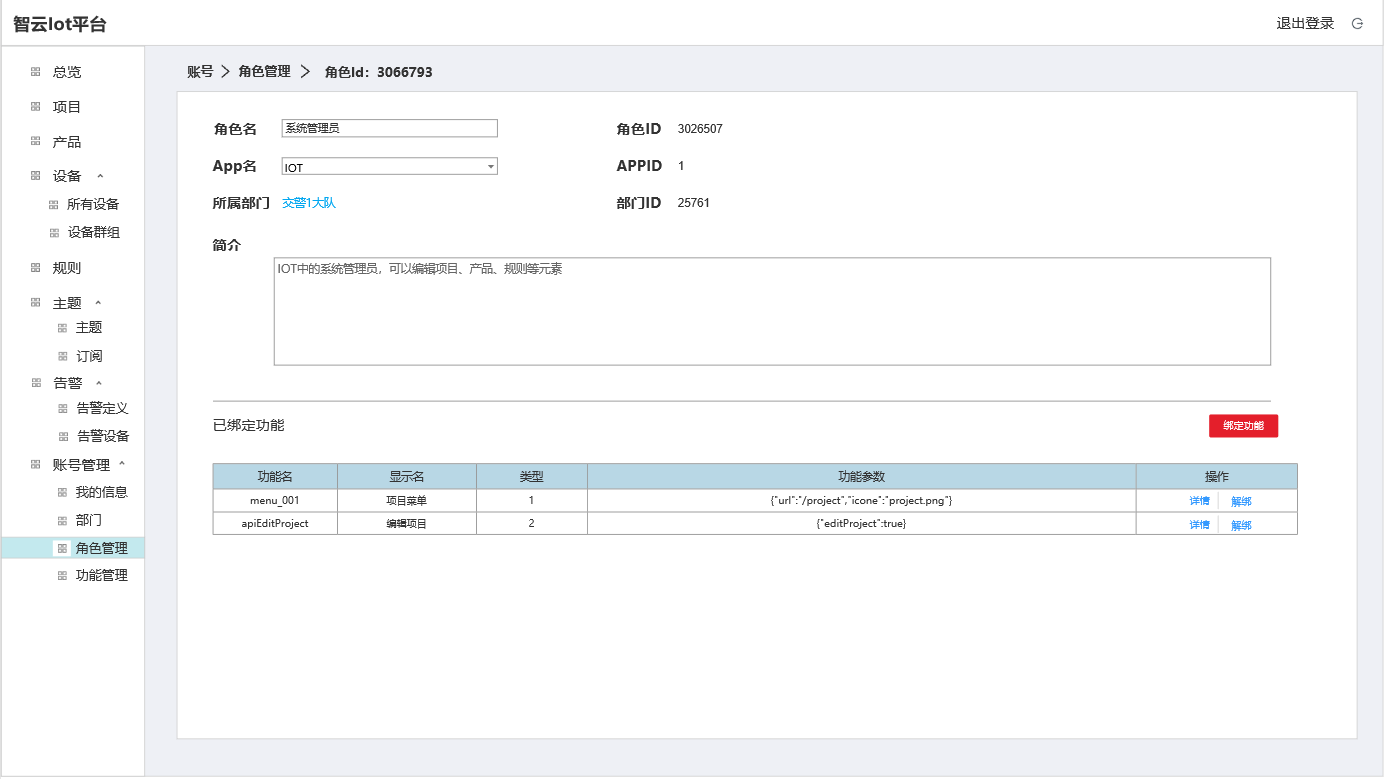 智云Iot平台
退出登录
总览
项目
产品
设备
所有设备
设备群组
规则
主题
主题
订阅
告警
告警定义
告警设备
账号管理
我的信息
部门
角色管理
功能管理
账号 > 角色管理 > 角色Id：3066793
角色名 系统管理员 角色ID 3026507
App名 IOT APPID 1
所属部门 交警1大队 部门ID 25761
简介
IOT中的系统管理员，可以编辑项目、产品、规则等元素
已绑定功能 绑定功能
功能名 显示名 类型 功能参数 操作
menu_001 项目菜单 1 {"url":"/project","icone":"project.png"} 详情 解绑
apiEditProject 编辑项目 2 {"editProject":true} 详情 解绑